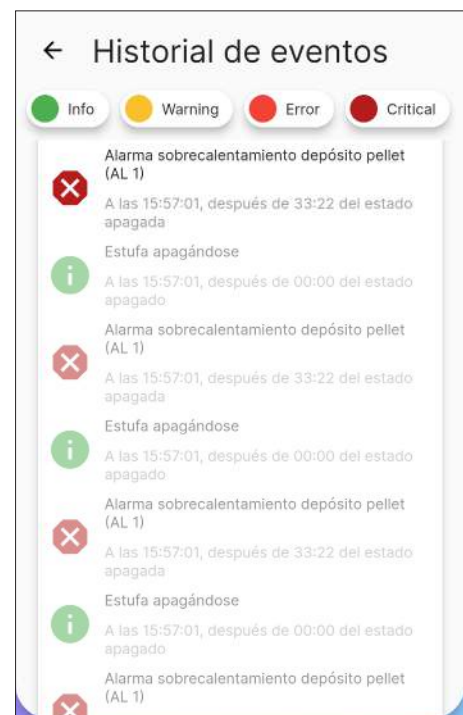 Historial de eventos
Info
Warning
Error
Critical
Alarma sobrecalentamiento depósito pellet
(AL 1)
A las 15:57:01, después de 33:22 del estado
apagada
Estufa apagándose
A las 15:57:01, después de 00:00 del estado
apagado
Alarma sobrecalentamiento depósito pellet
(AL 1)
A las 15:57:01, después de 33:22 del estado
apagada
Estufa apagándose
A las 15:57:01, después de 00:00 del estado
apagado
Alarma sobrecalentamiento depósito pellet
(AL 1)
A las 15:57:01, después de 33:22 del estado
apagada
Estufa apagándose
A las 15:57:01, después de 00:00 del estado
apagado
Alarma sobrecalentamiento depósito pellet
(AL 1)